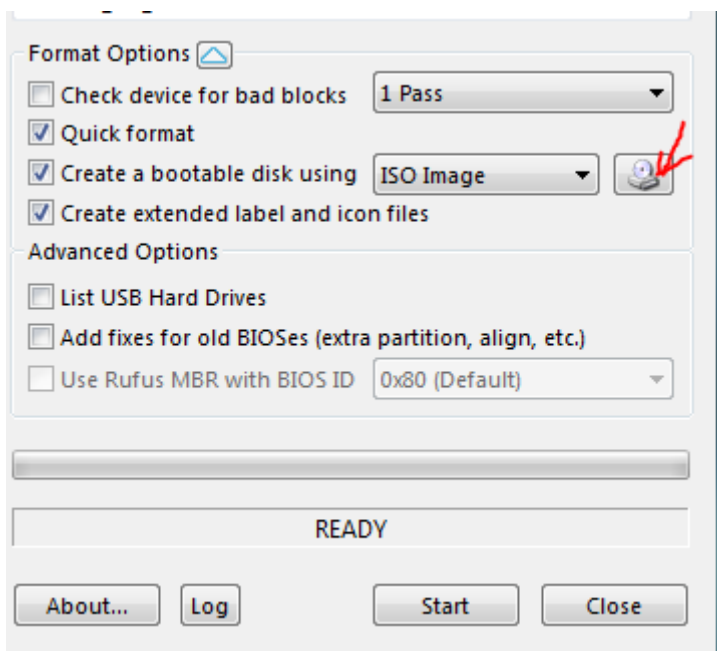 Format Options
Check device for bad blocks 1 Pass
Quick format
Create a bootable disk using ISO Image
Create extended label and icon files
Advanced Options
List USB Hard Drives
Add fixes for old BIOSes (extra partition, align, etc.)
Use Rufus MBR with BIOS ID 0x80 (Default)
READY
About... Log Start Close